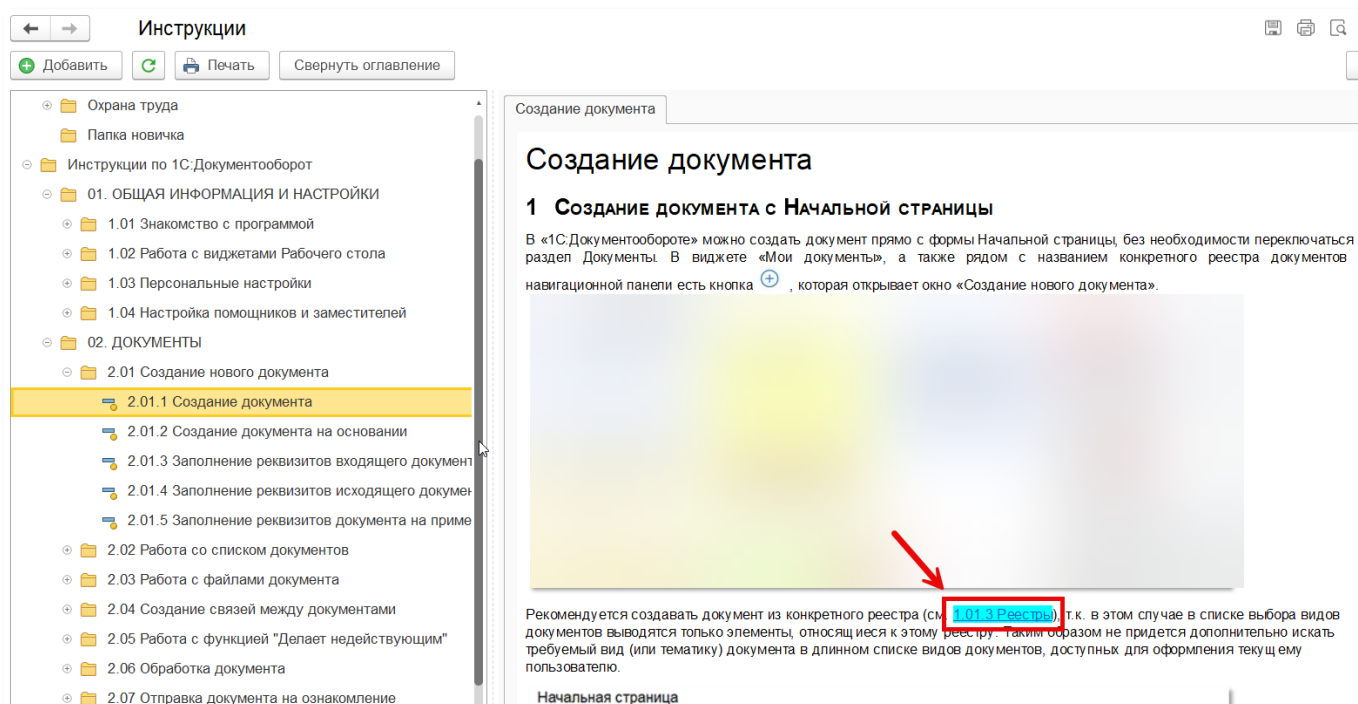 Инструкции
Добавить
Печать
Свернуть оглавление
Охрана труда
Папка новичка
Инструкции по 1С:Документооборот
01. ОБЩАЯ ИНФОРМАЦИЯ И НАСТРОЙКИ
1.01 Знакомство с программой
1.02 Работа с виджетами Рабочего стола
1.03 Персональные настройки
1.04 Настройка помощников и заместителей
02. ДОКУМЕНТЫ
2.01 Создание нового документа
2.01.1 Создание документа
2.01.2 Создание документа на основании
2.01.3 Заполнение реквизитов входящего документ
2.01.4 Заполнение реквизитов исходящего докумен
2.01.5 Заполнение реквизитов документа на приме
2.02 Работа со списком документов
2.03 Работа с файлами документа
2.04 Создание связей между документами
2.05 Работа с функцией "Делает недействующим"
2.06 Обработка документа
2.07 Отправка документа на ознакомление
Создание документа
Создание документа
1 Создание документа с Начальной страницы
В «1С:Документообороте» можно создать документ прямо с формы Начальной страницы, без необходимости переключаться
раздел Документы. В виджете «Мои документы», а также рядом с названием конкретного реестра документов
навигационной панели есть кнопка , которая открывает окно «Создание нового документа».
Рекомендуется создавать документ из конкретного реестра (см. 1.01.3 Реестры), т.к. в этом случае в списке выбора видов
документов выводятся только элементы, относящиеся к этому реестру. Таким образом не придется дополнительно искать
требуемый вид (или тематику) документа в длинном списке видов документов, доступных для оформления текущему
пользователю.
Начальная страница